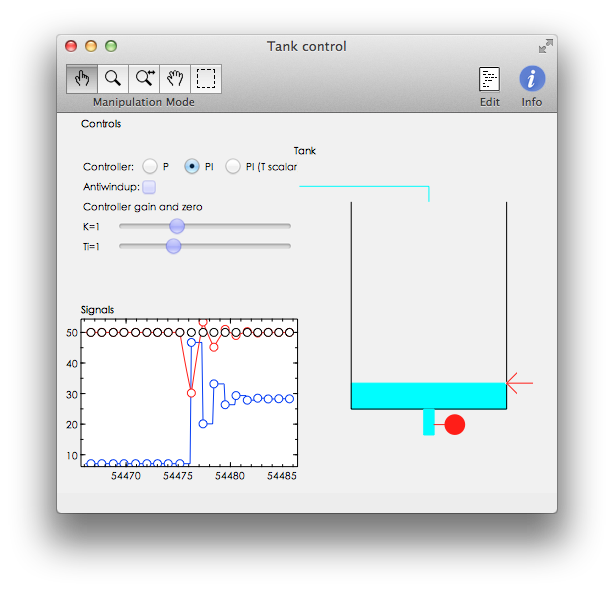 Tank control
Manipulation Mode
Edit
Info
Controls
Tank
Controller:
P
PI
PI (T scalar
Antiwindup:
Controller gain and zero
K=1
Ti=1
Signals
50
40
30
20
10
54470
54475
54480
54485